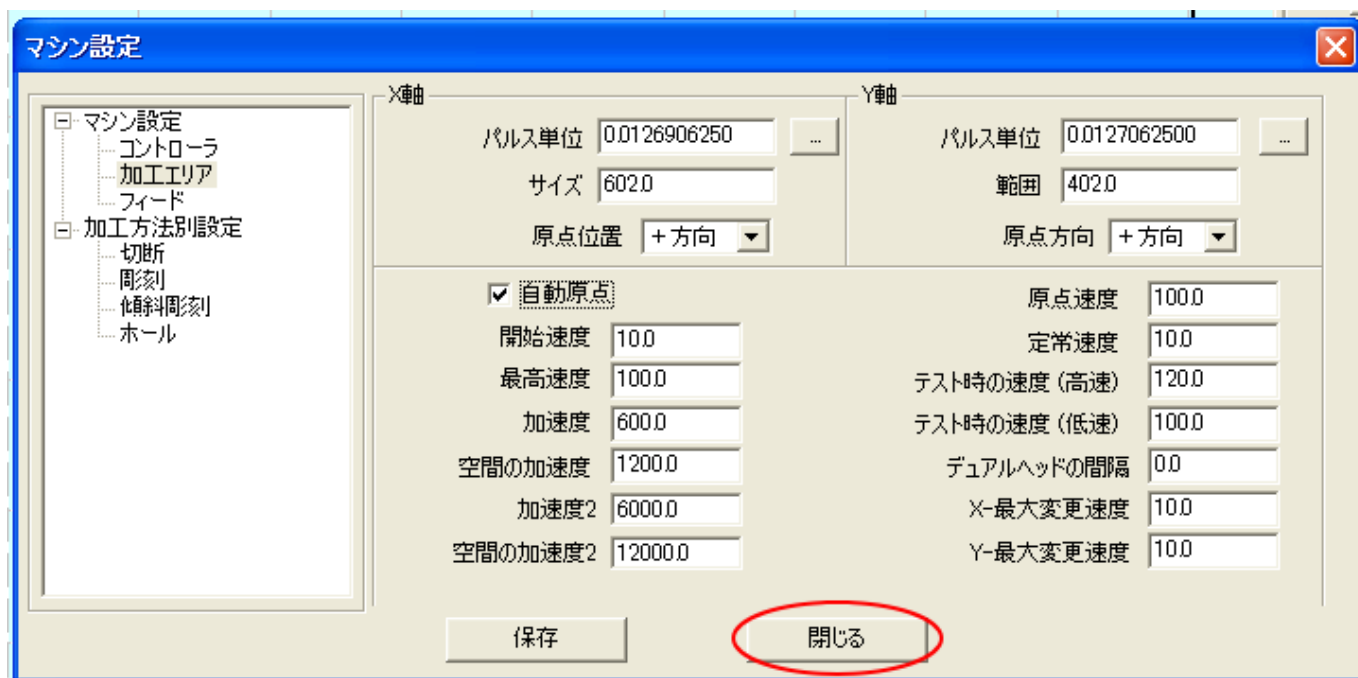 マシン設定
マシン設定
コントローラ
加工エリア
フィード
加工方法別設定
切断
彫刻
傾斜彫刻
ホール
X軸
パルス単位 0.0126906250 ...
サイズ 602.0
原点位置 +方向
Y軸
パルス単位 0.0127062500 ...
範囲 402.0
原点方向 +方向
自動原点
開始速度 10.0
最高速度 100.0
加速度 600.0
空間の加速度 1200.0
加速度2 6000.0
空間の加速度2 12000.0
原点速度 100.0
定常速度 10.0
テスト時の速度 (高速) 120.0
テスト時の速度 (低速) 100.0
デュアルヘッドの間隔 0.0
X-最大変更速度 10.0
Y-最大変更速度 10.0
保存
閉じる